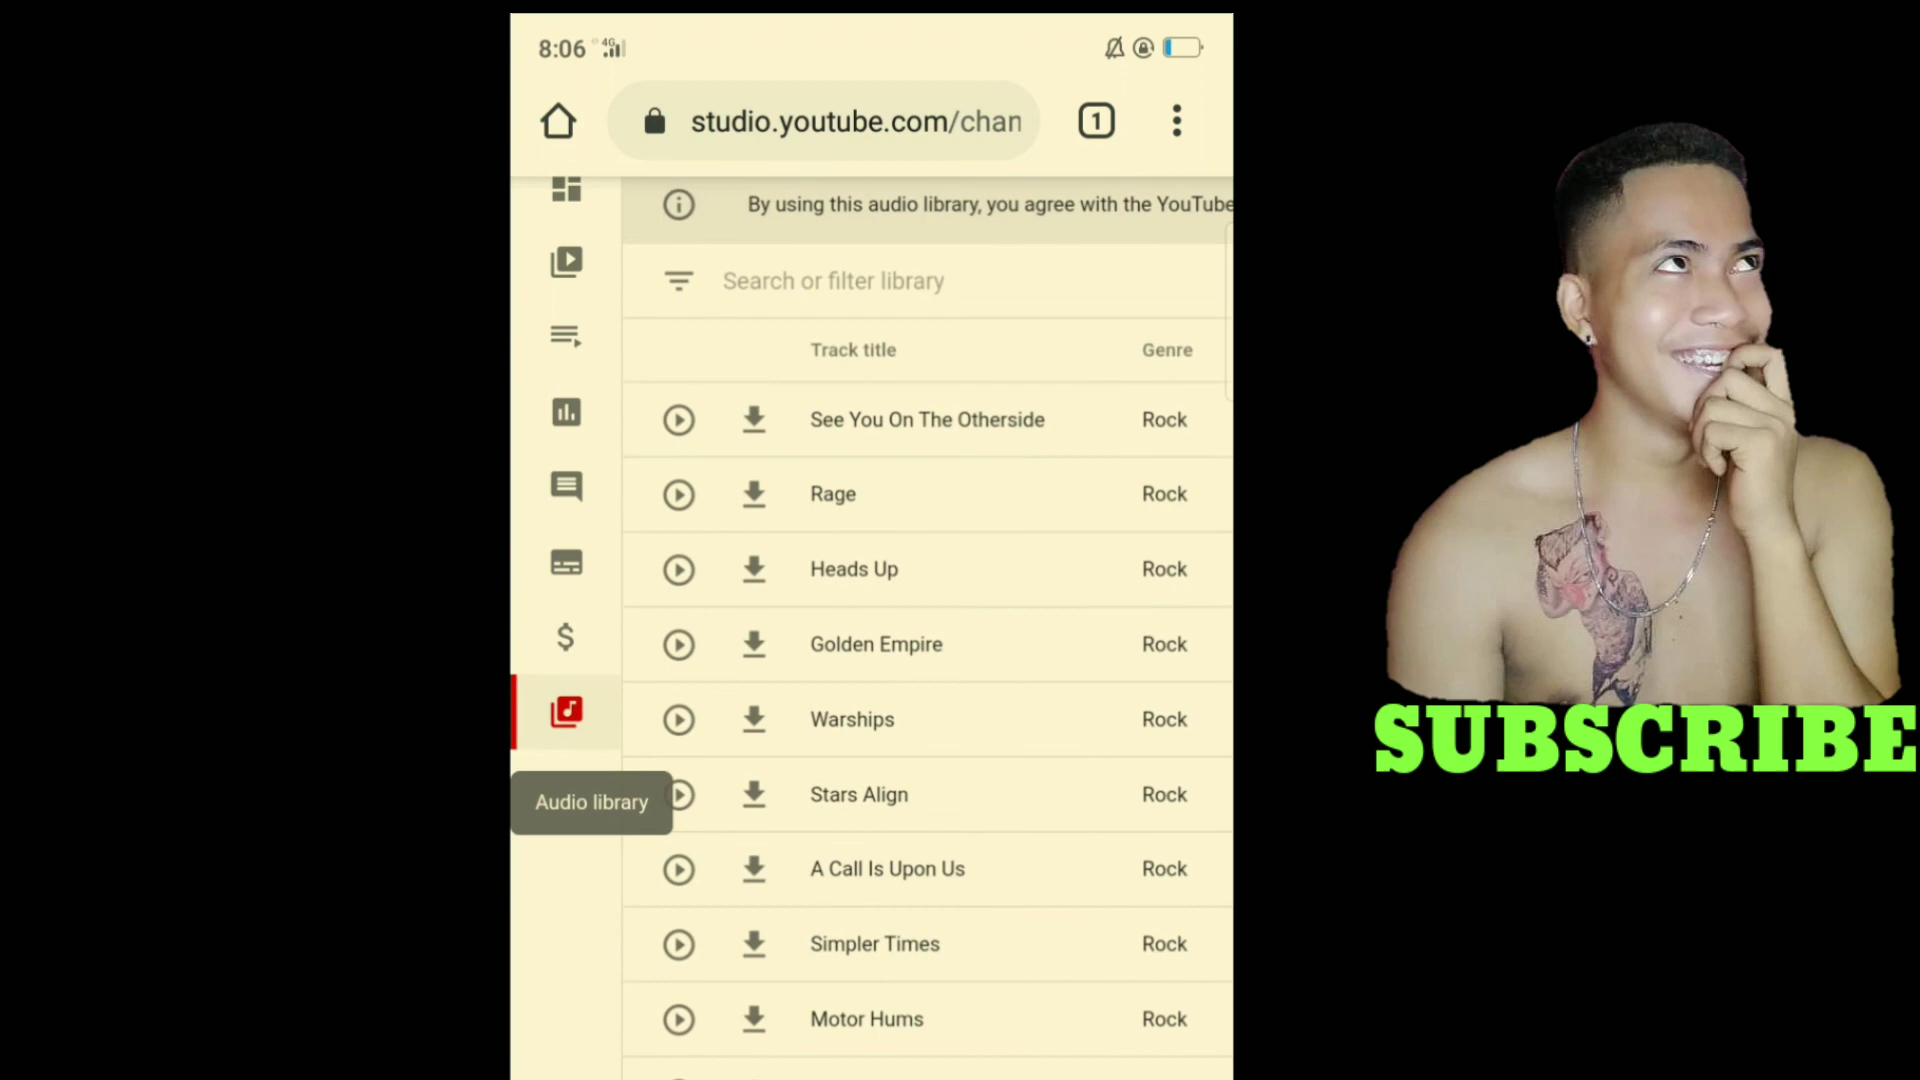 8:06 4G
studio.youtube.com/chan
1
By using this audio library, you agree with the YouTube
Search or filter library
Track title Genre
See You On The Otherside Rock
Rage Rock
Heads Up Rock
Golden Empire Rock
Warships Rock
Stars Align Rock
Audio library
A Call Is Upon Us Rock
Simpler Times Rock
Motor Hums Rock
SUBSCRIBE